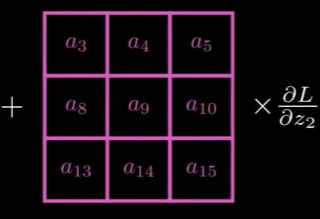 a₃ a₄ a₅
+ a₈ a₉ a₁₀ × ∂L/∂z₂
a₁₃ a₁₄ a₁₅